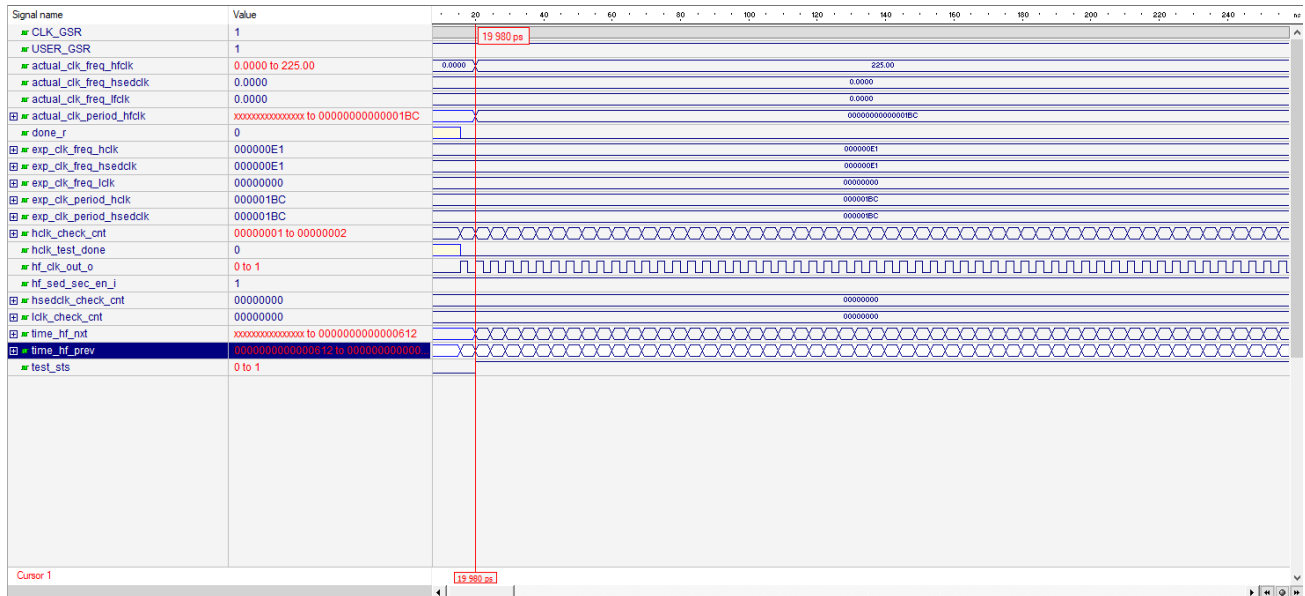 Signal name Value 20 40 60 80 100 120 140 160 180 200 220 240 ns
CLK_GSR 1 19 980 ps
USER_GSR 1
actual_clk_freq_hfclk 0.0000 to 225.00 0.0000 225.00
actual_clk_freq_hsedclk 0.0000 0.0000
actual_clk_freq_lfclk 0.0000 0.0000
actual_clk_period_hfclk xxxxxxxxxxxxxxxx to 00000000000001BC 00000000000001BC
done_r 0
exp_clk_freq_hclk 000000E1 000000E1
exp_clk_freq_hsedclk 000000E1 000000E1
exp_clk_freq_lclk 00000000 00000000
exp_clk_period_hclk 000001BC 000001BC
exp_clk_period_hsedclk 000001BC 000001BC
hclk_check_cnt 00000001 to 00000002
hclk_test_done 0
hf_clk_out_o 0 to 1
hf_sed_sec_en_i 1
hsedclk_check_cnt 00000000 00000000
lclk_check_cnt 00000000 00000000
time_hf_nxt xxxxxxxxxxxxxxxx to 0000000000000612
time_hf_prev 0000000000000612 to 000000000000...
test_sts 0 to 1
Cursor 1 19 980 ps